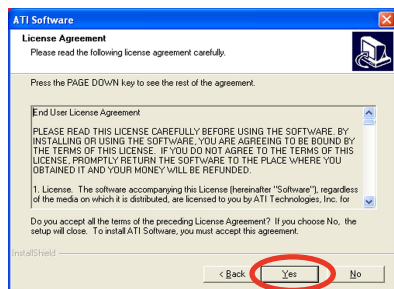 ATI Software
License Agreement
Please read the following license agreement carefully.
Press the PAGE DOWN key to see the rest of the agreement.
End User License Agreement
PLEASE READ THIS LICENSE CAREFULLY BEFORE USING THE SOFTWARE. BY
INSTALLING OR USING THE SOFTWARE, YOU ARE AGREEING TO BE BOUND BY
THE TERMS OF THIS LICENSE. IF YOU DO NOT AGREE TO THE TERMS OF THIS
LICENSE, PROMPTLY RETURN THE SOFTWARE TO THE PLACE WHERE YOU
OBTAINED IT AND YOUR MONEY WILL BE REFUNDED.
1. License. The software accompanying this License (hereinafter "Software"), regardless
of the media on which it is distributed, are licensed to you by ATI Technologies, Inc. for
Do you accept all the terms of the preceding License Agreement? If you choose No, the
setup will close. To install ATI Software, you must accept this agreement.
InstallShield
< Back Yes No